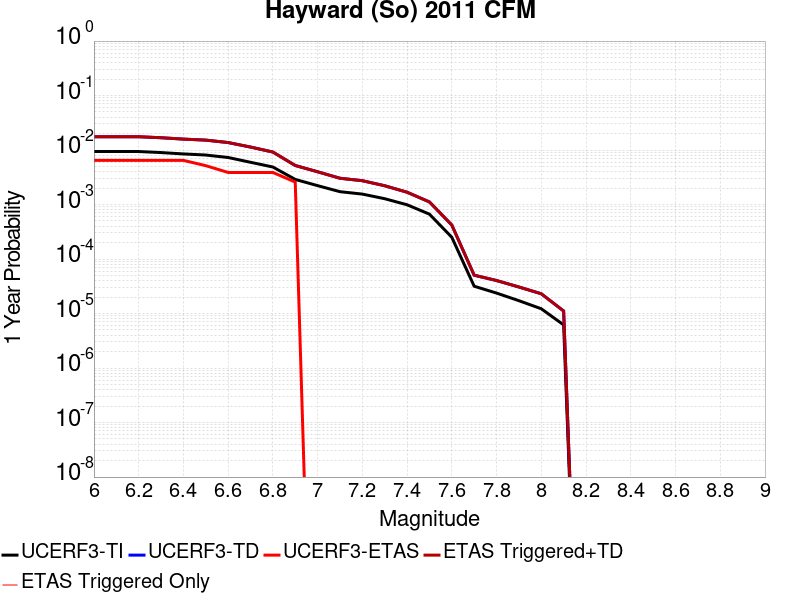 Hayward (So) 2011 CFM
10^0
10^-1
10^-2
10^-3
10^-4
10^-5
10^-6
10^-7
10^-8
1 Year Probability
6 6.2 6.4 6.6 6.8 7 7.2 7.4 7.6 7.8 8 8.2 8.4 8.6 8.8 9
Magnitude
UCERF3-TI UCERF3-TD UCERF3-ETAS ETAS Triggered+TD
ETAS Triggered Only